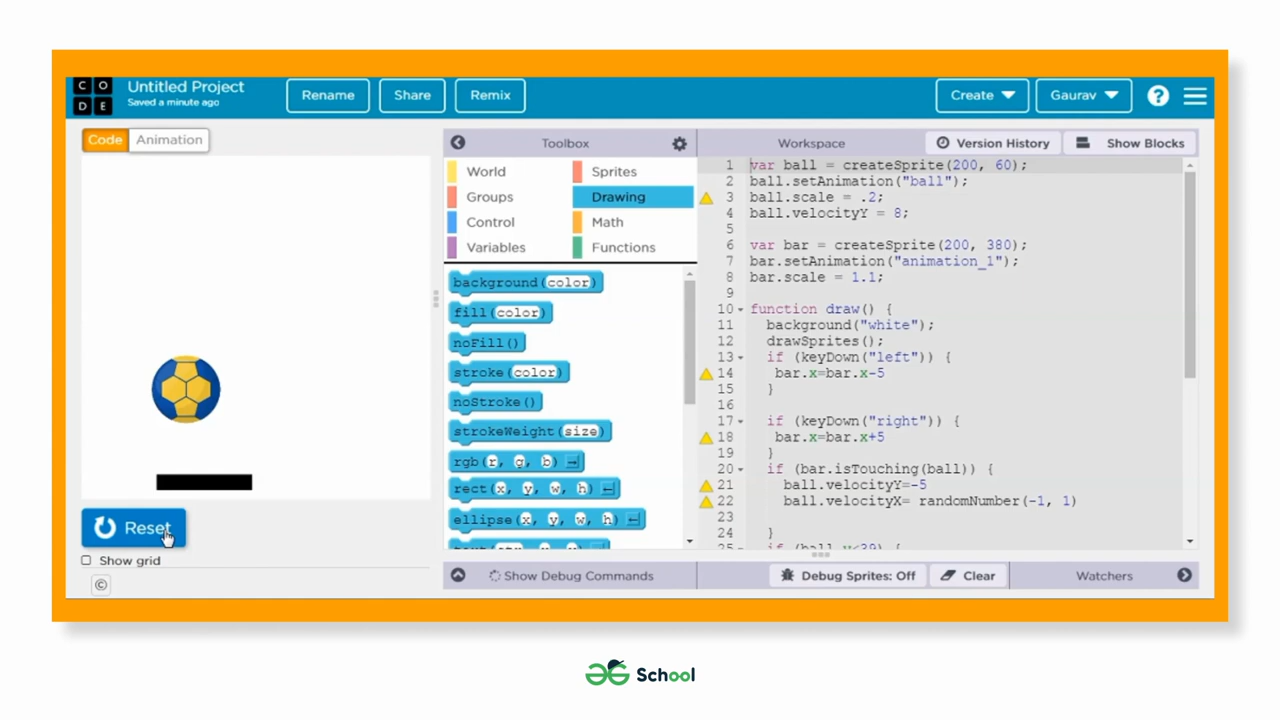 C O
D E
Untitled Project
Saved a minute ago
Rename
Share
Remix
Create
Gaurav
?
Code
Animation
Toolbox
Workspace
Version History
Show Blocks
World
Sprites
Groups
Drawing
Control
Math
Variables
Functions
background(color)
fill(color)
noFill()
stroke(color)
noStroke()
strokeWeight(size)
rgb(r, g, b)
rect(x, y, w, h)
ellipse(x, y, w, h)
1 var ball = createSprite(200, 60);
2 ball.setAnimation("ball");
3 ball.scale = .2;
4 ball.velocityY = 8;
5
6 var bar = createSprite(200, 380);
7 bar.setAnimation("animation_1");
8 bar.scale = 1.1;
9
10 function draw() {
11 background("white");
12 drawSprites();
13 if (keyDown("left")) {
14 bar.x=bar.x-5
15 }
16
17 if (keyDown("right")) {
18 bar.x=bar.x+5
19 }
20 if (bar.isTouching(ball)) {
21 ball.velocityY=-5
22 ball.velocityX= randomNumber(-1, 1)
23
24 }
25 if (ball.y<39) {
Reset
Show grid
©
Show Debug Commands
Debug Sprites: Off
Clear
Watchers
School